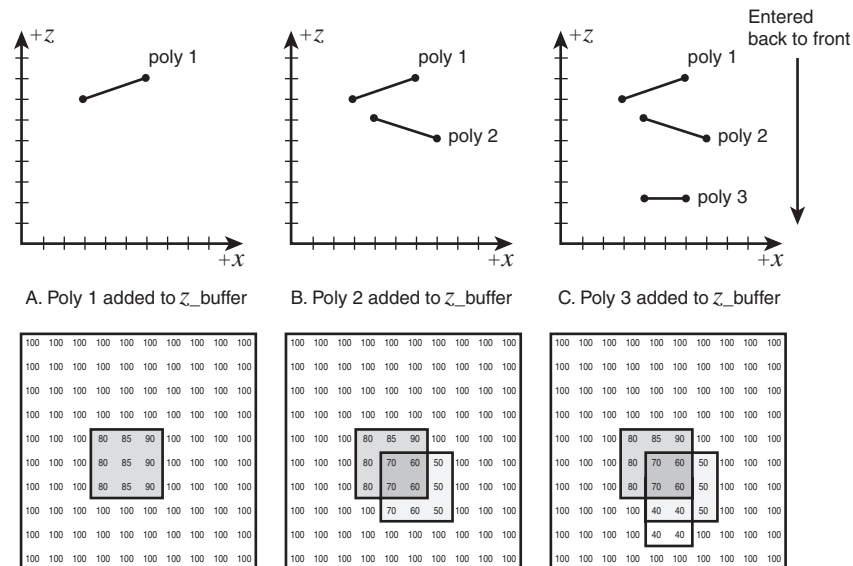 +z
poly 1
+x
+z
poly 1
poly 2
+x
+z
poly 1
poly 2
poly 3
+x
Entered
back to front
A. Poly 1 added to z_buffer
B. Poly 2 added to z_buffer
C. Poly 3 added to z_buffer
100 100 100 100 100 100 100 100 100 100
100 100 100 100 100 100 100 100 100 100
100 100 100 100 100 100 100 100 100 100
100 100 100 100 100 100 100 100 100 100
100 100 100 80 85 90 100 100 100 100
100 100 100 80 85 90 100 100 100 100
100 100 100 80 85 90 100 100 100 100
100 100 100 100 100 100 100 100 100 100
100 100 100 100 100 100 100 100 100 100
100 100 100 100 100 100 100 100 100 100
100 100 100 100 100 100 100 100 100 100
100 100 100 100 100 100 100 100 100 100
100 100 100 100 100 100 100 100 100 100
100 100 100 100 100 100 100 100 100 100
100 100 100 80 85 90 100 100 100 100
100 100 100 80 70 60 50 100 100 100
100 100 100 80 70 60 50 100 100 100
100 100 100 100 70 60 50 100 100 100
100 100 100 100 100 100 100 100 100 100
100 100 100 100 100 100 100 100 100 100
100 100 100 100 100 100 100 100 100 100
100 100 100 100 100 100 100 100 100 100
100 100 100 100 100 100 100 100 100 100
100 100 100 100 100 100 100 100 100 100
100 100 100 80 85 90 100 100 100 100
100 100 100 80 70 60 50 100 100 100
100 100 100 80 70 60 50 100 100 100
100 100 100 100 40 40 50 100 100 100
100 100 100 100 40 40 100 100 100 100
100 100 100 100 100 100 100 100 100 100